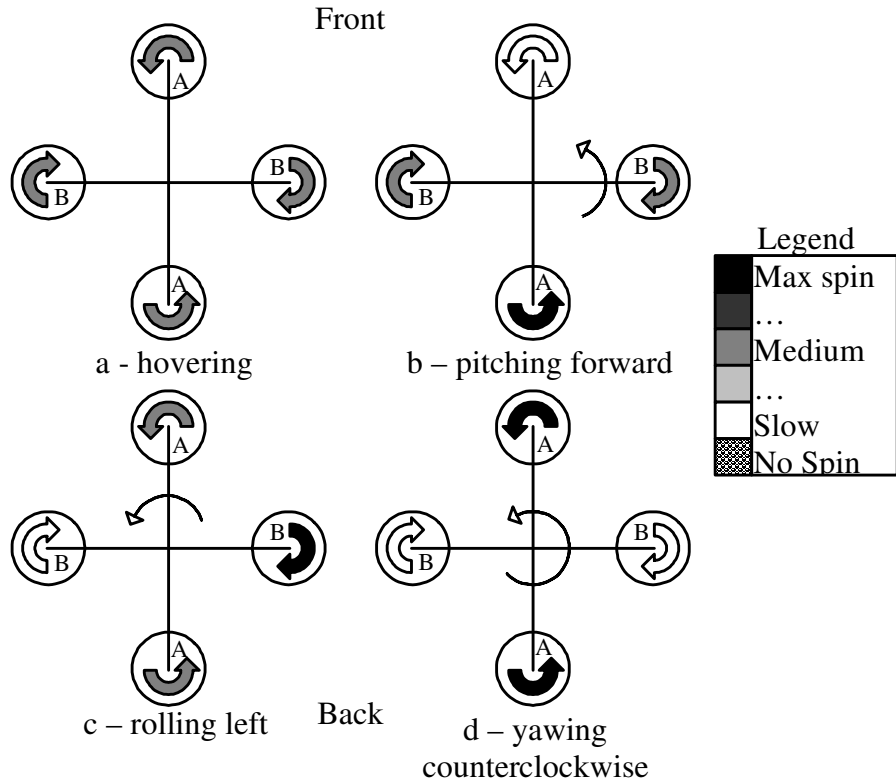 Front
A
B
B
A
a - hovering
A
B
B
A
b – pitching forward
Legend
Max spin
...
Medium
...
Slow
No Spin
A
B
B
A
c – rolling left
A
B
B
A
d – yawing
counterclockwise
Back